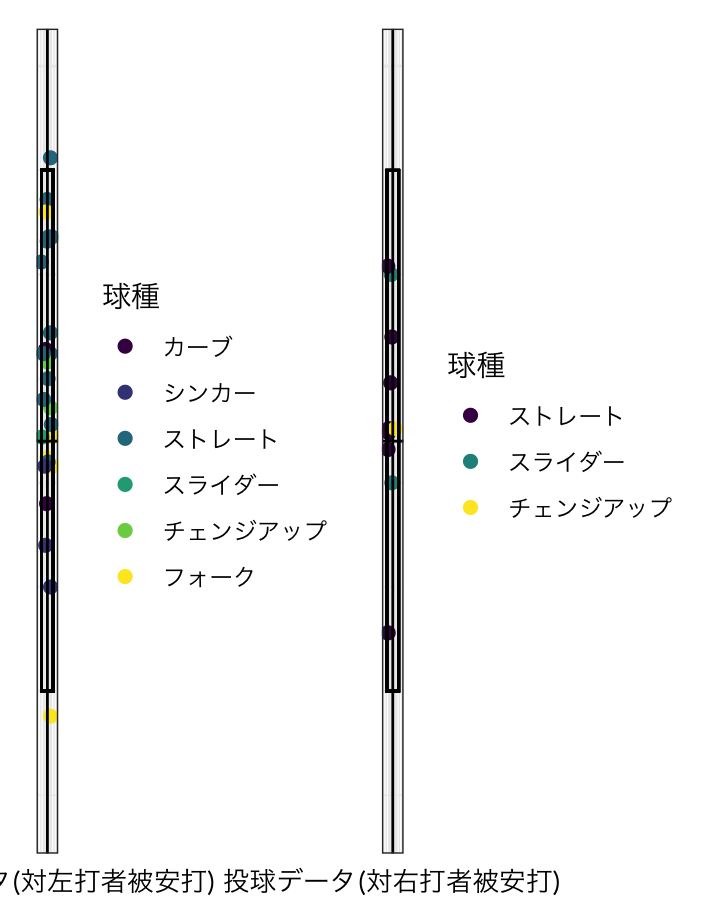 球種
カーブ
シンカー
ストレート
スライダー
チェンジアップ
フォーク
球種
ストレート
スライダー
チェンジアップ
タ(対左打者被安打) 投球データ(対右打者被安打)